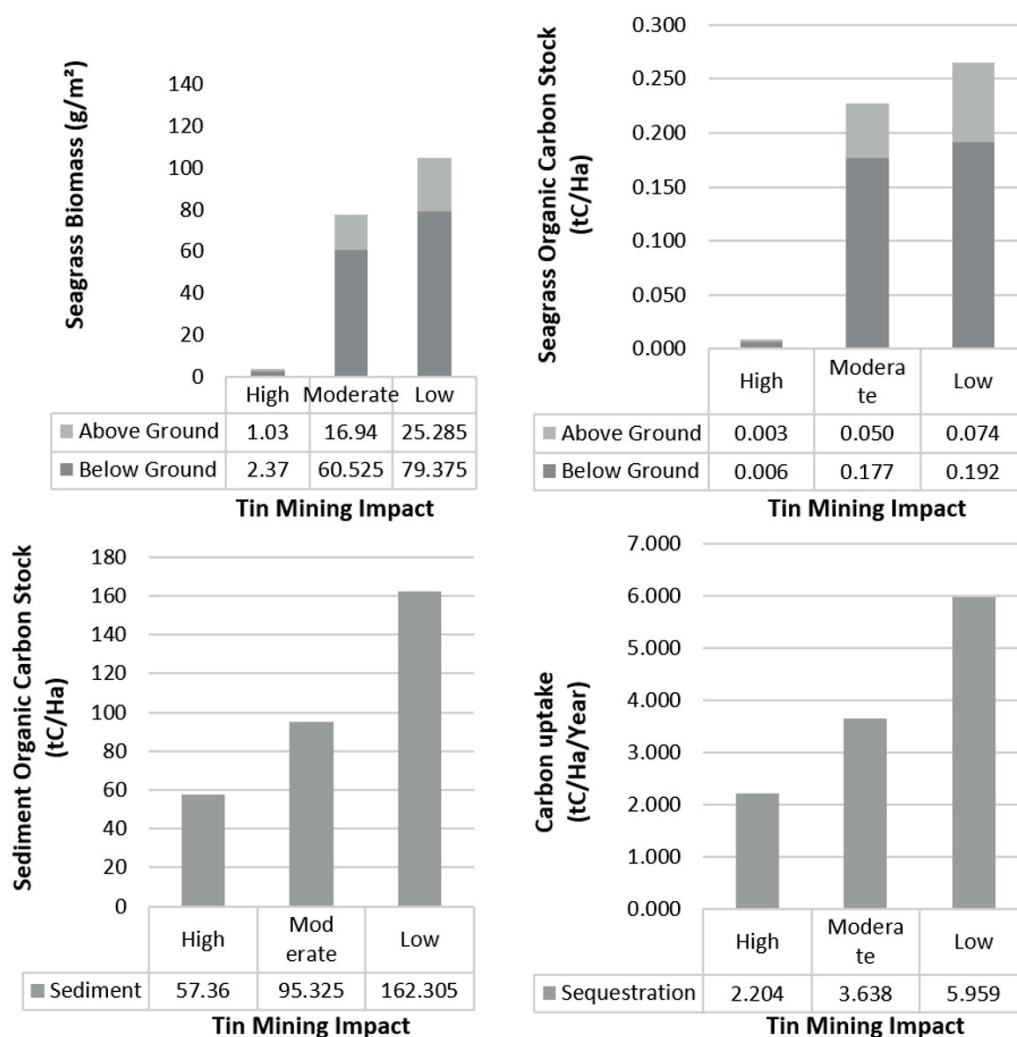 Seagrass Biomass (g/m²)
140
120
100
80
60
40
20
0
High Moderate Low
Above Ground 1.03 16.94 25.285
Below Ground 2.37 60.525 79.375
Tin Mining Impact
Seagrass Organic Carbon Stock
(tC/Ha)
0.300
0.250
0.200
0.150
0.100
0.050
0.000
High Modera Low
te
Above Ground 0.003 0.050 0.074
Below Ground 0.006 0.177 0.192
Tin Mining Impact
Sediment Organic Carbon Stock
(tC/Ha)
180
160
140
120
100
80
60
40
20
0
High Mod Low
erate
Sediment 57.36 95.325 162.305
Tin Mining Impact
Carbon uptake
(tC/Ha/Year)
7.000
6.000
5.000
4.000
3.000
2.000
1.000
0.000
High Modera Low
te
Sequestration 2.204 3.638 5.959
Tin Mining Impact